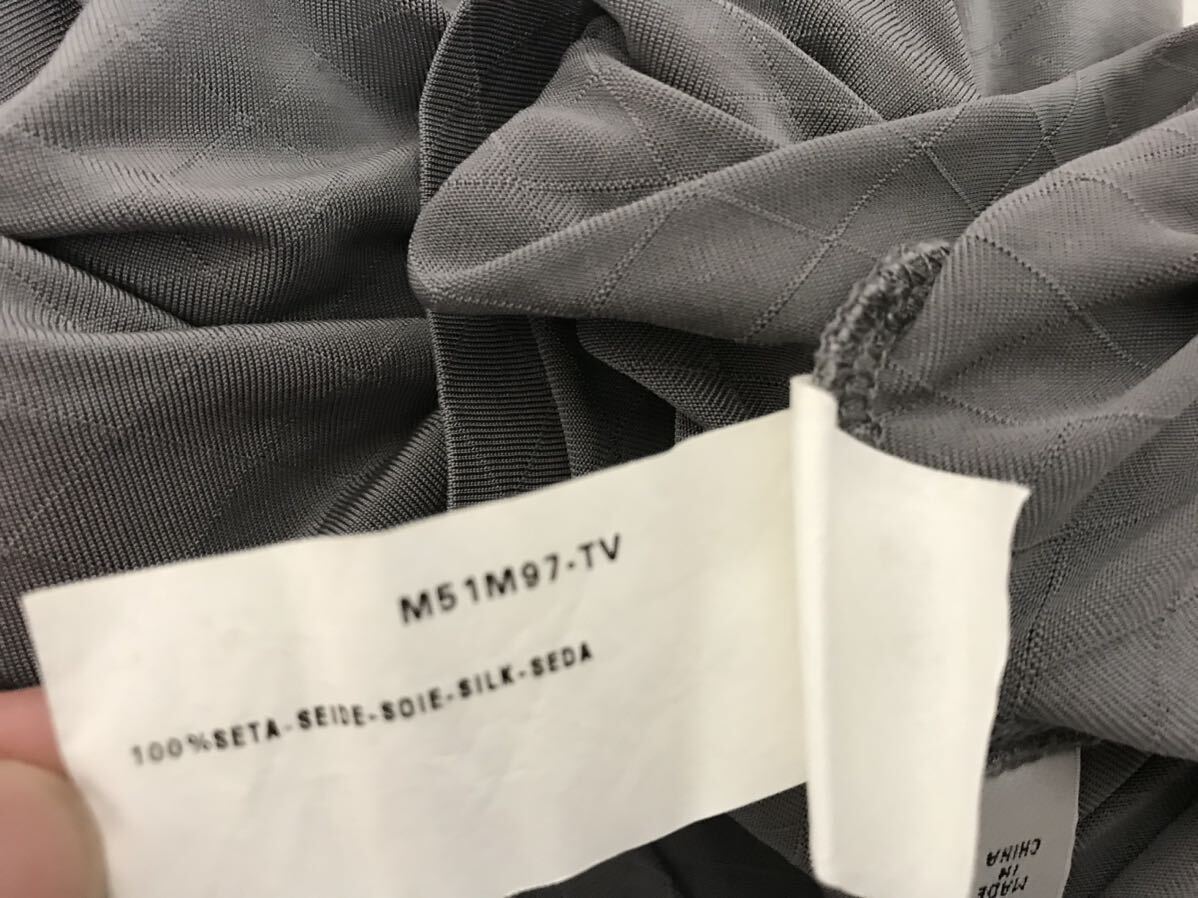 M51M97-TV
100%SETA-SEIDE-SOIE-SILK-SEDA
MADE
IN
CHINA